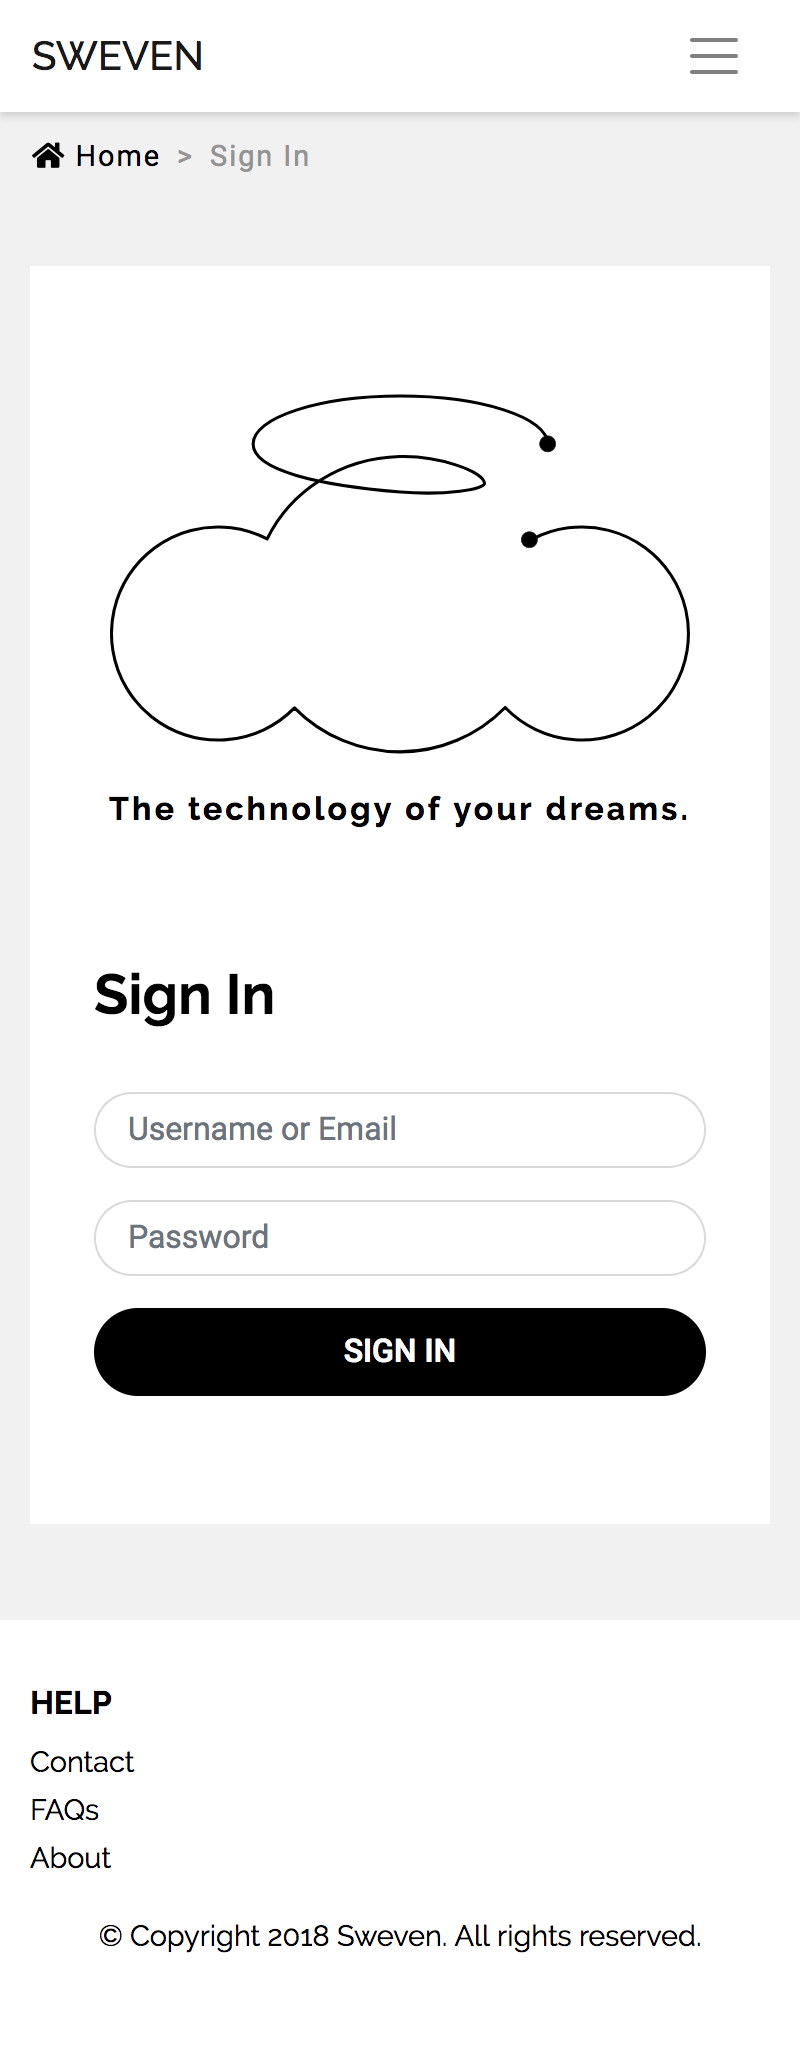 SWEVEN
Home > Sign In
The technology of your dreams.
Sign In
Username or Email
Password
SIGN IN
HELP
Contact
FAQs
About
© Copyright 2018 Sweven. All rights reserved.